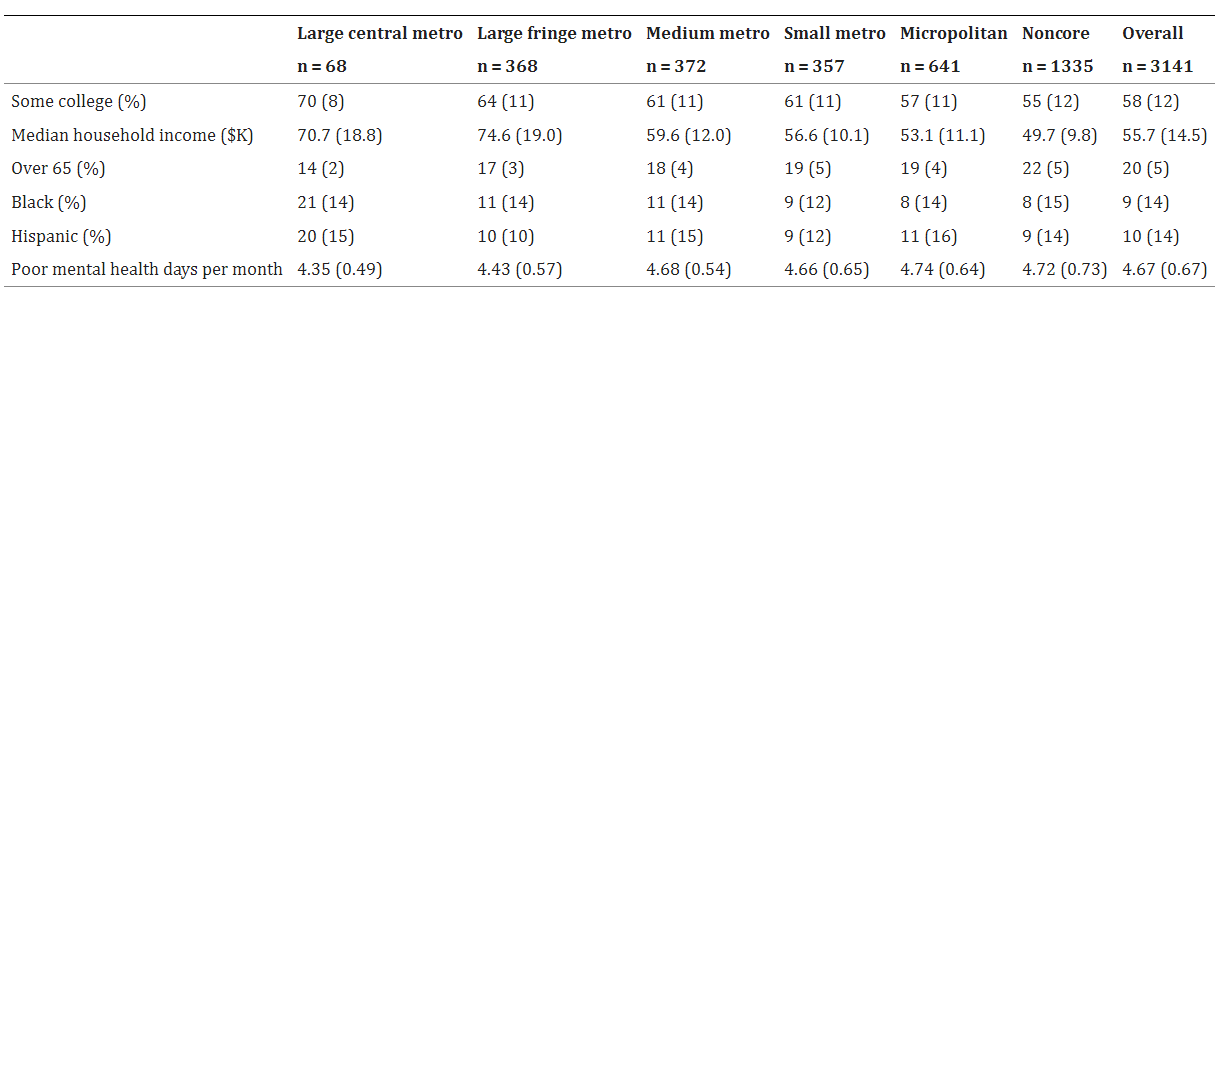 Large central metro Large fringe metro Medium metro Small metro Micropolitan Noncore Overall
n = 68 n = 368 n = 372 n = 357 n = 641 n = 1335 n = 3141
Some college (%) 70 (8) 64 (11) 61 (11) 61 (11) 57 (11) 55 (12) 58 (12)
Median household income ($K) 70.7 (18.8) 74.6 (19.0) 59.6 (12.0) 56.6 (10.1) 53.1 (11.1) 49.7 (9.8) 55.7 (14.5)
Over 65 (%) 14 (2) 17 (3) 18 (4) 19 (5) 19 (4) 22 (5) 20 (5)
Black (%) 21 (14) 11 (14) 11 (14) 9 (12) 8 (14) 8 (15) 9 (14)
Hispanic (%) 20 (15) 10 (10) 11 (15) 9 (12) 11 (16) 9 (14) 10 (14)
Poor mental health days per month 4.35 (0.49) 4.43 (0.57) 4.68 (0.54) 4.66 (0.65) 4.74 (0.64) 4.72 (0.73) 4.67 (0.67)